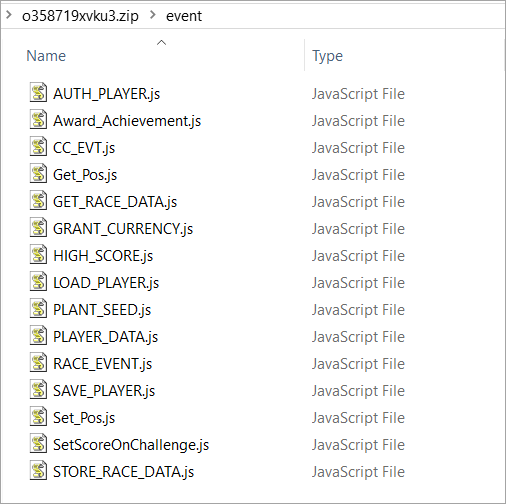 o358719xvku3.zip > event
Name Type
AUTH_PLAYER.js JavaScript File
Award_Achievement.js JavaScript File
CC_EVT.js JavaScript File
Get_Pos.js JavaScript File
GET_RACE_DATA.js JavaScript File
GRANT_CURRENCY.js JavaScript File
HIGH_SCORE.js JavaScript File
LOAD_PLAYER.js JavaScript File
PLANT_SEED.js JavaScript File
PLAYER_DATA.js JavaScript File
RACE_EVENT.js JavaScript File
SAVE_PLAYER.js JavaScript File
Set_Pos.js JavaScript File
SetScoreOnChallenge.js JavaScript File
STORE_RACE_DATA.js JavaScript File